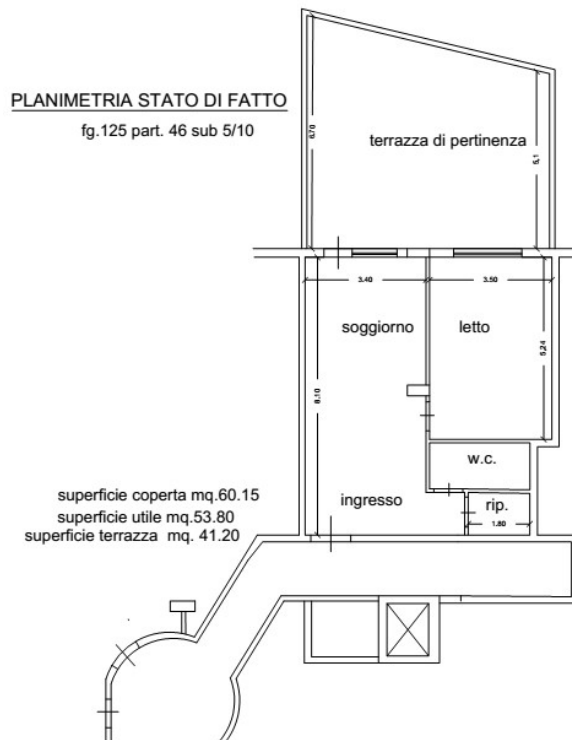 PLANIMETRIA STATO DI FATTO
fg.125 part. 46 sub 5/10
terrazza di pertinenza
6,70
5,1
3.40
3.50
soggiorno
letto
5,24
8,10
w.c.
ingresso
rip.
1.80
superficie coperta mq.60.15
superficie utile mq.53.80
superficie terrazza mq. 41.20